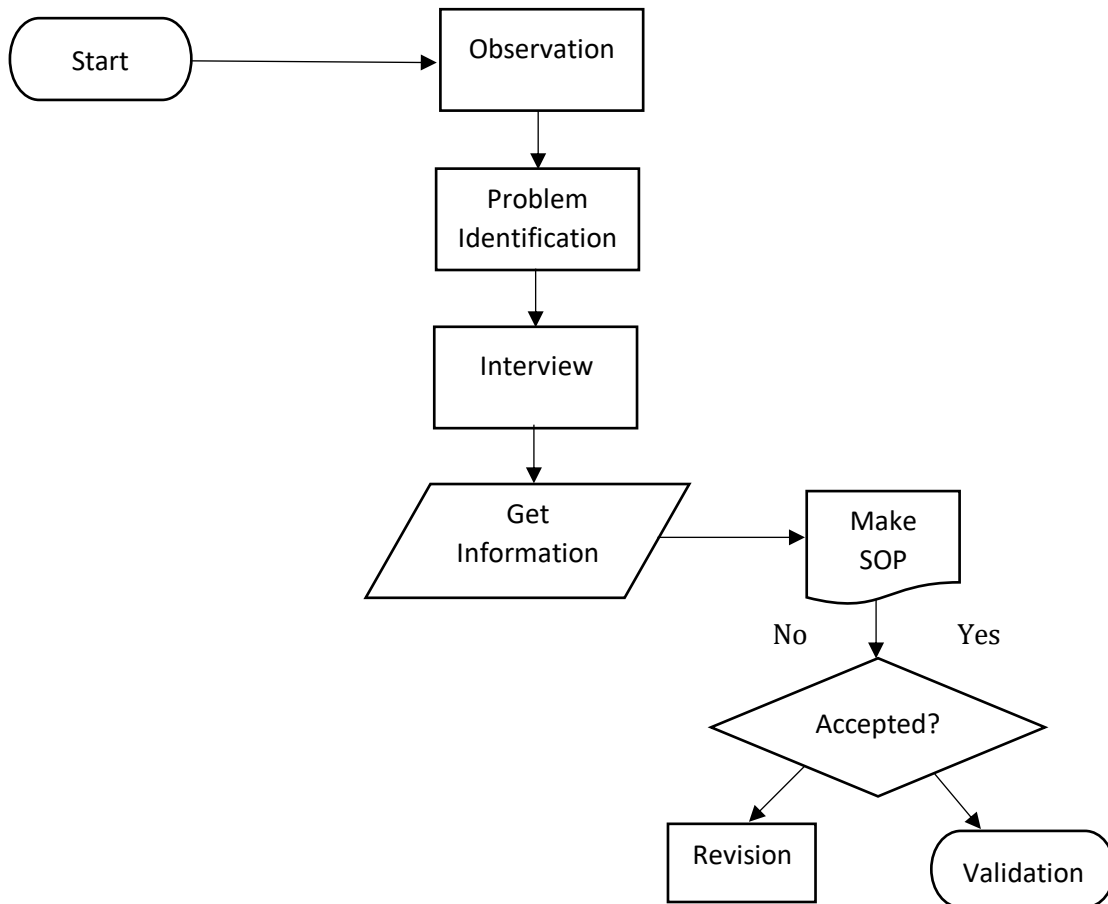 Start
Observation
Problem
Identification
Interview
Get
Information
Make
SOP
No
Yes
Accepted?
Revision
Validation